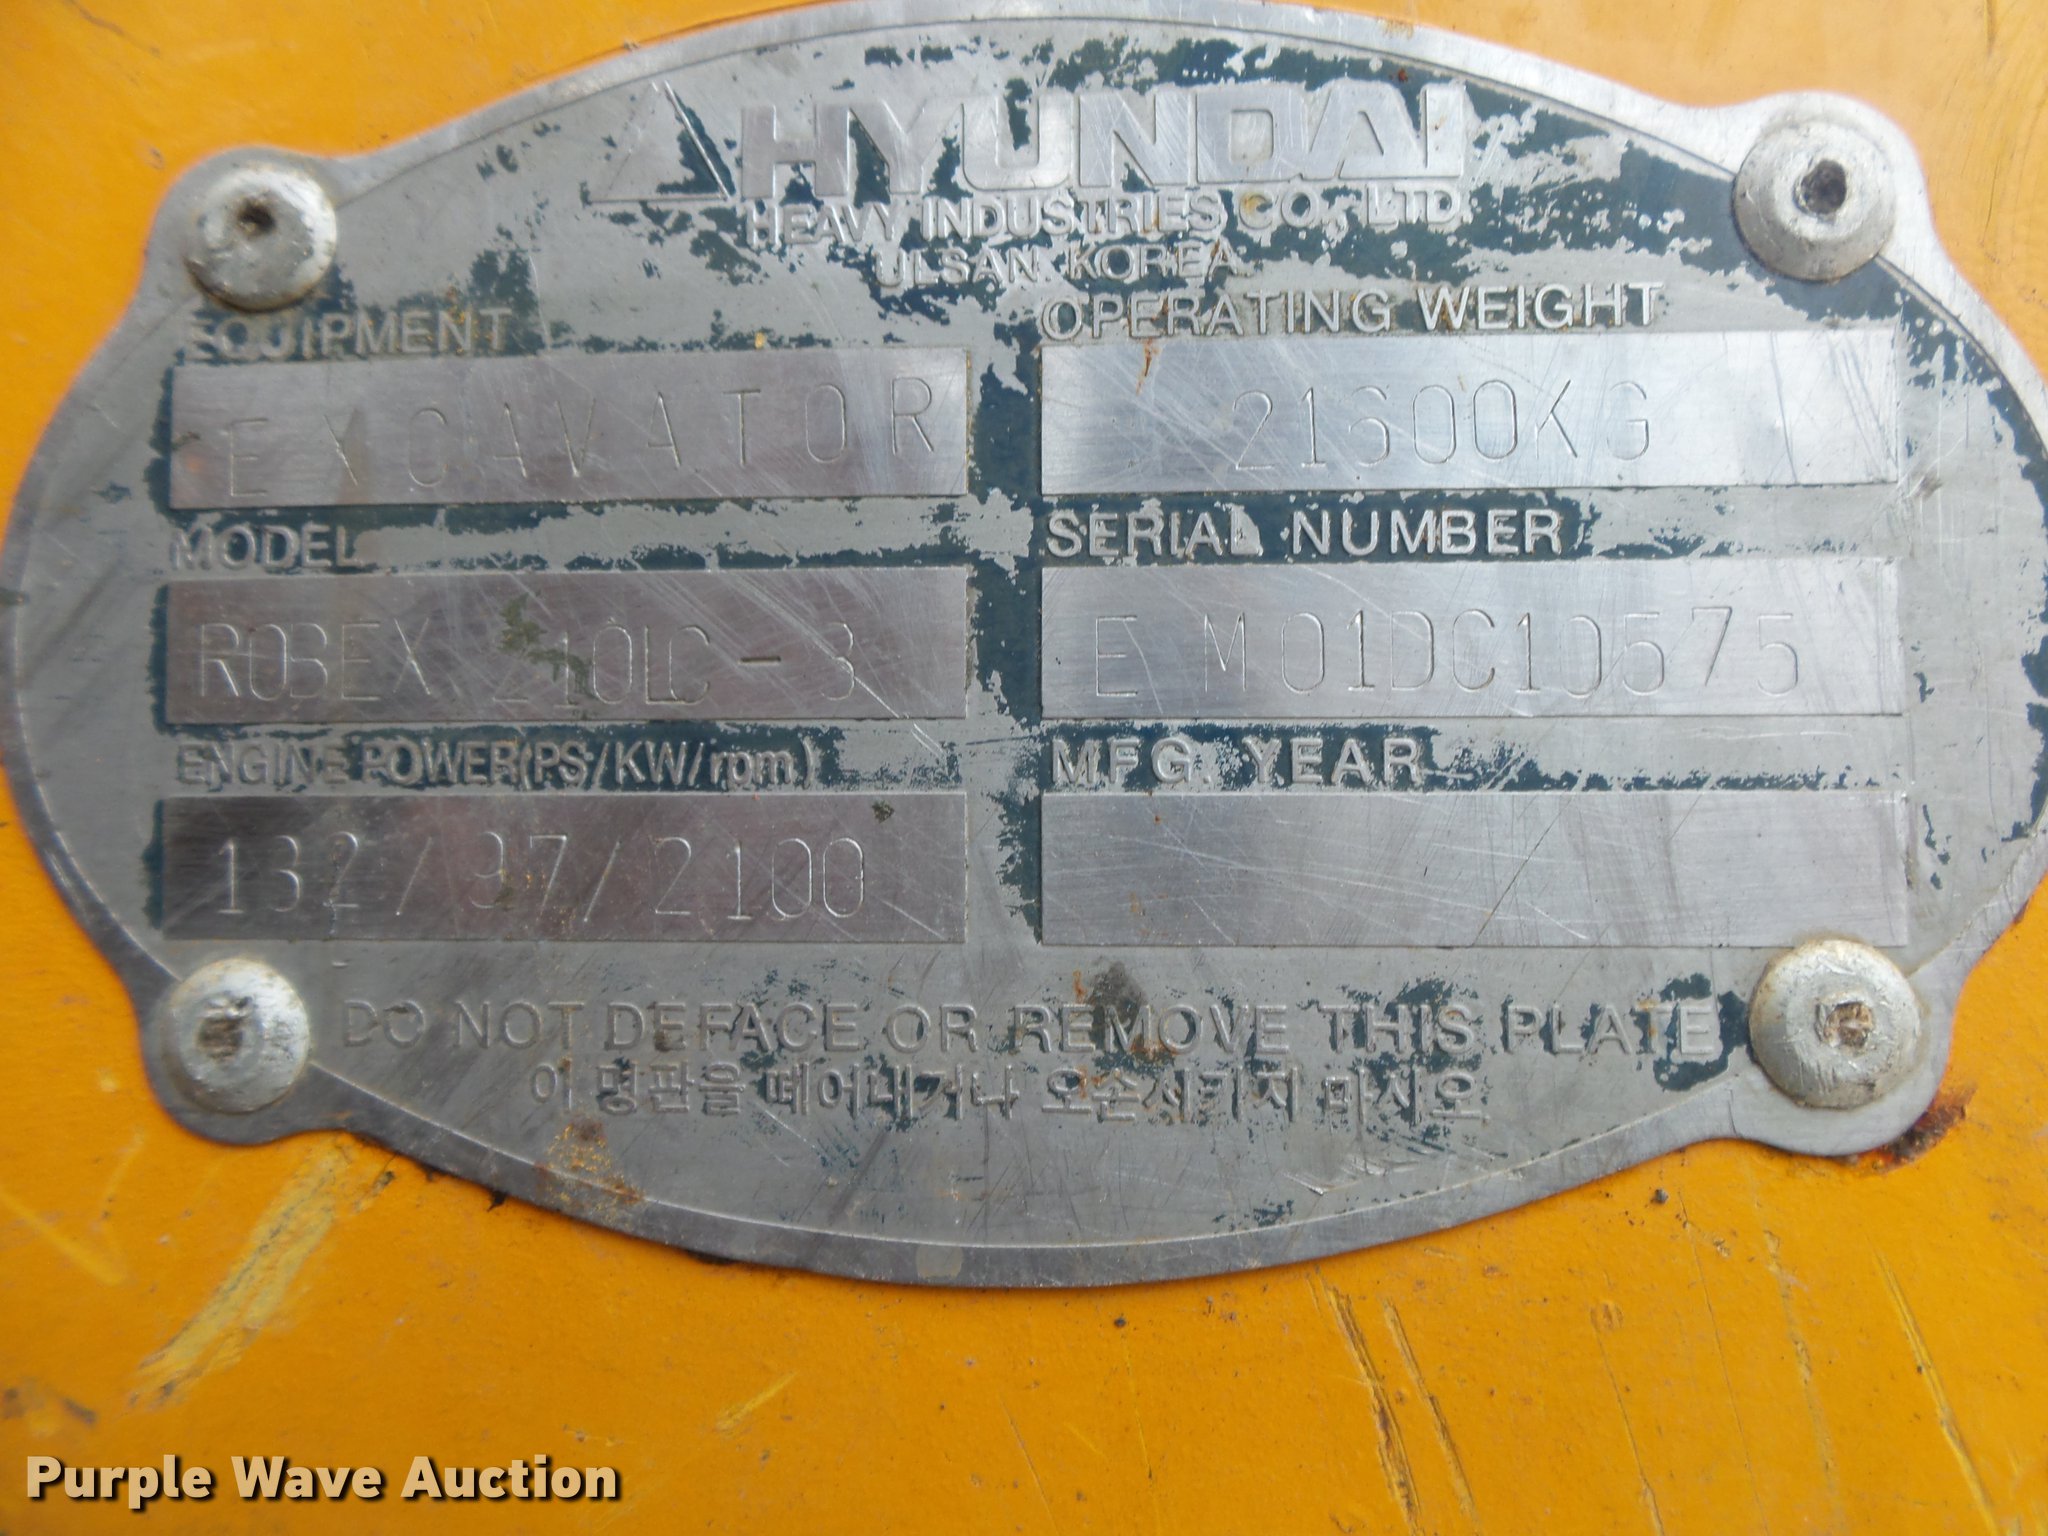 HYUNDAI
HEAVY INDUSTRIES CO., LTD.
ULSAN KOREA
EQUIPMENT
EXCAVATOR
OPERATING WEIGHT
21600KG
MODEL
ROBEX 210LC-3
SERIAL NUMBER
E M01DC10575
ENGINE POWER(PS/KW/rpm)
132/97/2100
MFG. YEAR
DO NOT DEFACE OR REMOVE THIS PLATE
이 명판을 떼어내거나 오손시키지 마시오
Purple Wave Auction